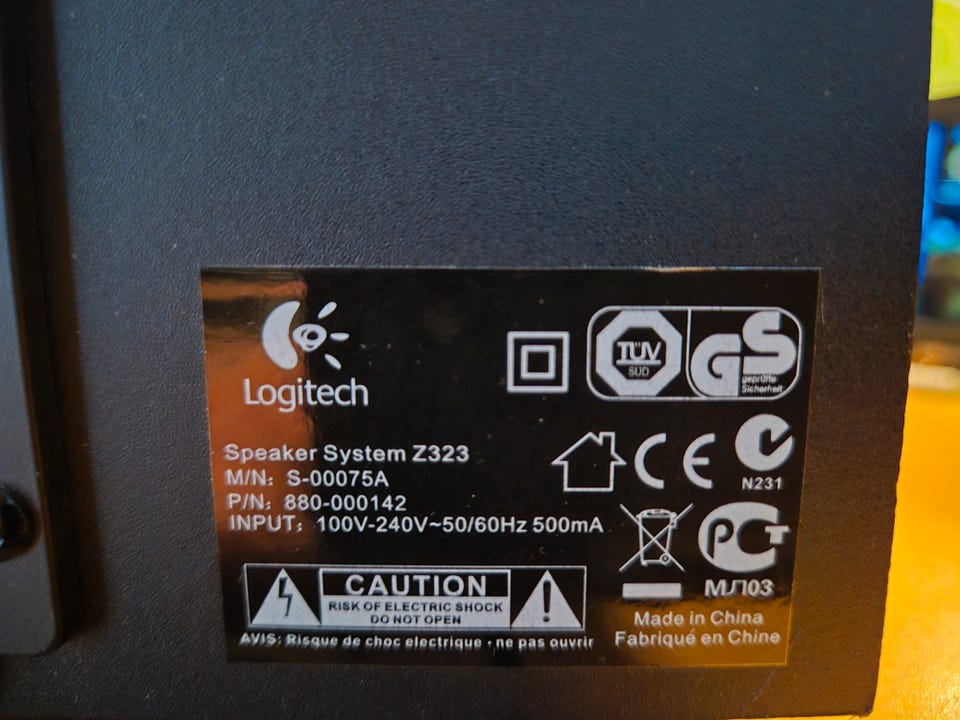 Logitech
TÜV
SÜD
GS
geprüfte
Sicherheit
Speaker System Z323
M/N: S-00075A
P/N: 880-000142
INPUT: 100V-240V~50/60Hz 500mA
CE
N231
PCT
МЛ03
CAUTION
RISK OF ELECTRIC SHOCK
DO NOT OPEN
AVIS: Risque de choc electrique - ne pas ouvrir
Made in China
Fabriqué en Chine